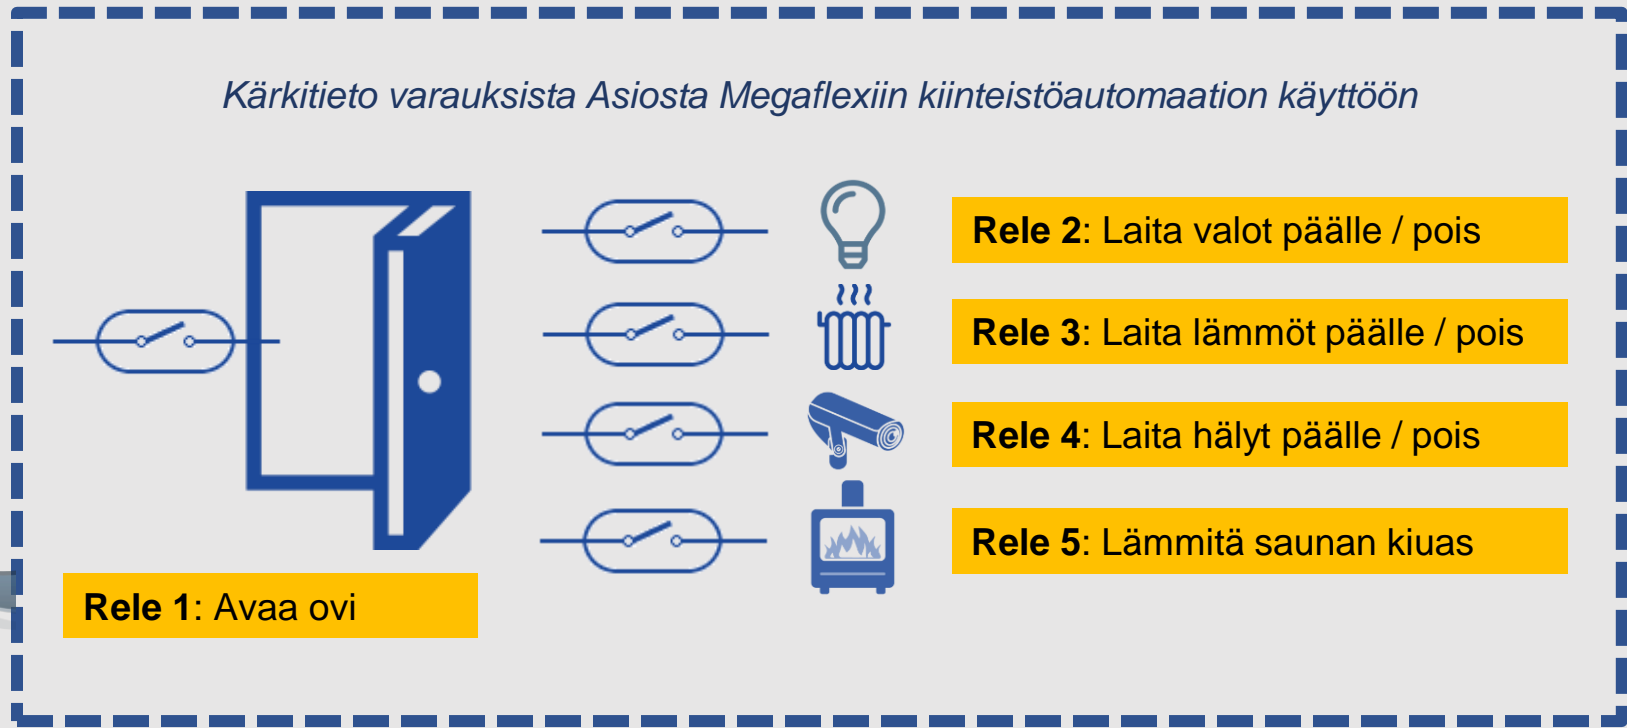 Kärkitieto varauksista Asiosta Megaflexiin kiinteistöautomaation käyttöön
Rele 2: Laita valot päälle / pois
Rele 3: Laita lämmöt päälle / pois
Rele 4: Laita hälyt päälle / pois
Rele 5: Lämmitä saunan kiuas
Rele 1: Avaa ovi